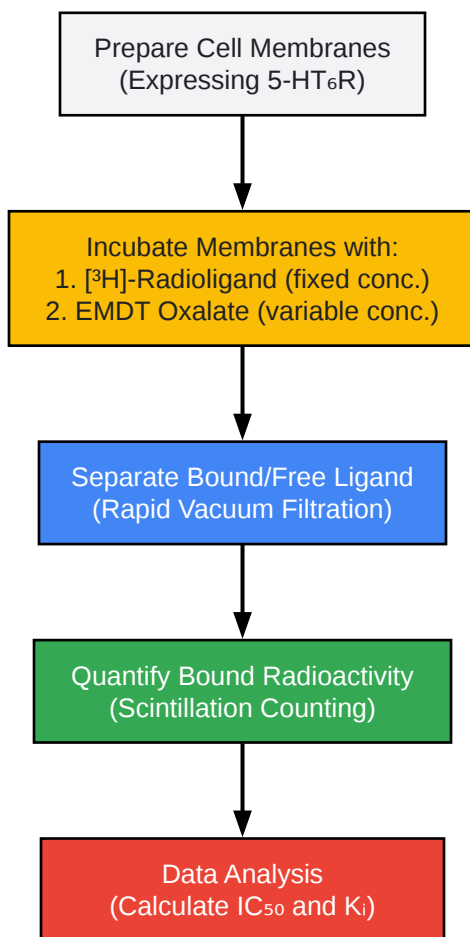 Prepare Cell Membranes
(Expressing 5-HT₆R)
Incubate Membranes with:
1. [³H]-Radioligand (fixed conc.)
2. EMDT Oxalate (variable conc.)
Separate Bound/Free Ligand
(Rapid Vacuum Filtration)
Quantify Bound Radioactivity
(Scintillation Counting)
Data Analysis
(Calculate IC₅₀ and Kᵢ)